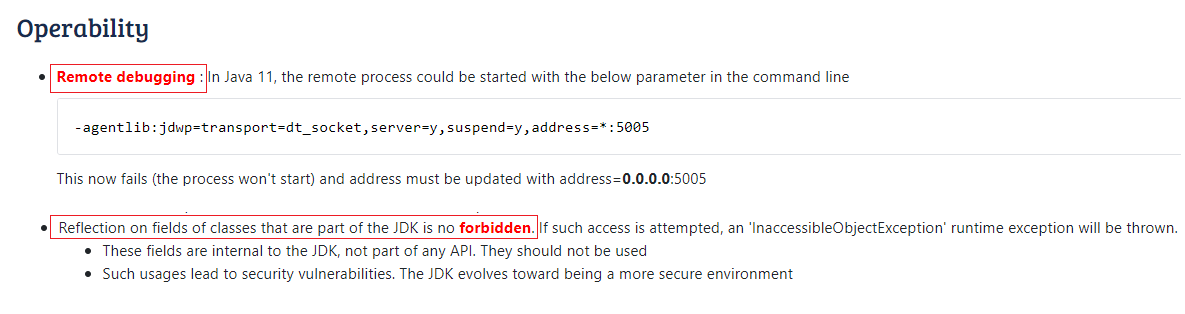 Operability
Remote debugging : In Java 11, the remote process could be started with the below parameter in the command line
-agentlib:jdwp=transport=dt_socket,server=y,suspend=y,address=*:5005
This now fails (the process won't start) and address must be updated with address=0.0.0.0:5005
Reflection on fields of classes that are part of the JDK is no forbidden. If such access is attempted, an 'InaccessibleObjectException' runtime exception will be thrown.
These fields are internal to the JDK, not part of any API. They should not be used
Such usages lead to security vulnerabilities. The JDK evolves toward being a more secure environment